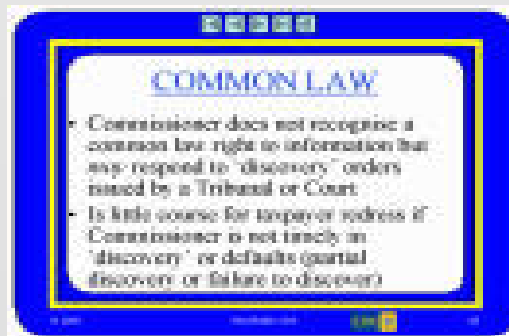 COMMON LAW
• Commissioner does not recognise a
common law right to information but
may respond to "discovery" orders
issued by a Tribunal or Court
• Is little course for taxpayer redress if
Commissioner is not timely in
"discovery" or defaults (partial
discovery or failure to discover)